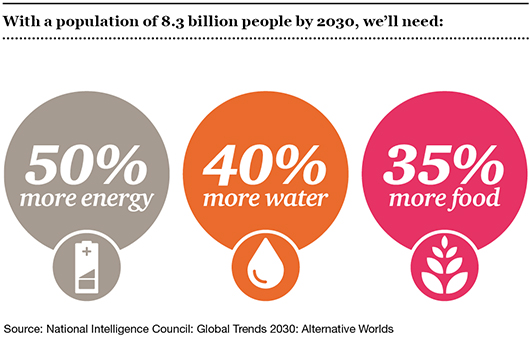 With a population of 8.3 billion people by 2030, we’ll need:
50%
more energy
40%
more water
35%
more food
+
Source: National Intelligence Council: Global Trends 2030: Alternative Worlds